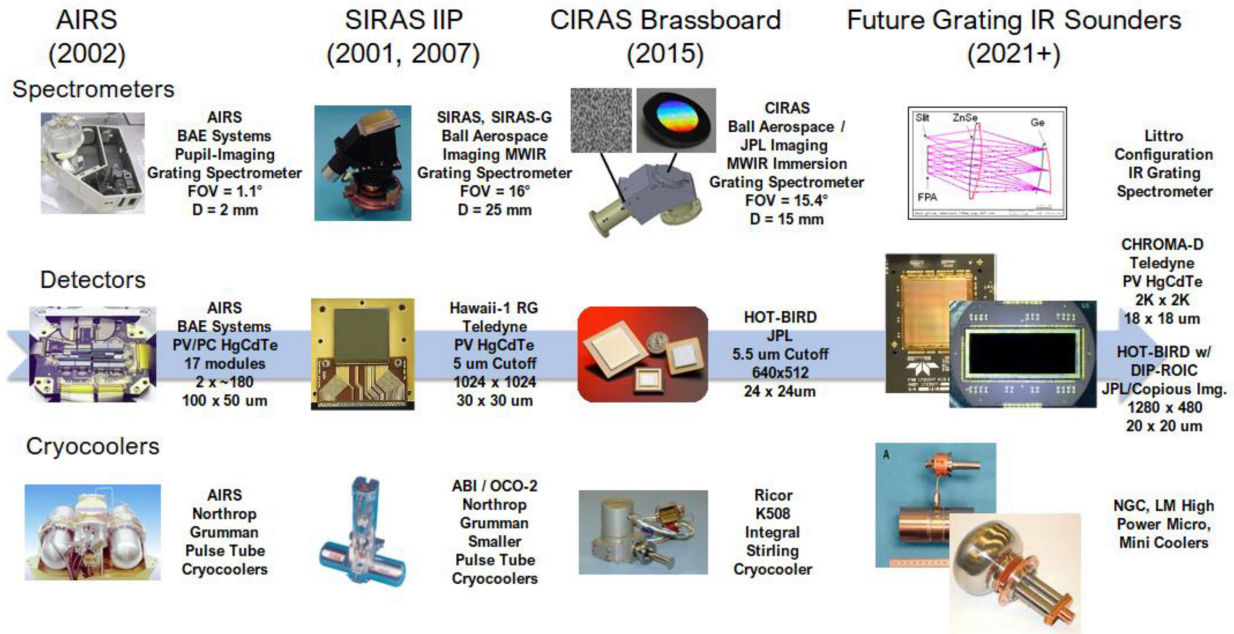 AIRS
(2002)
SIRAS IIP
(2001, 2007)
CIRAS Brassboard
(2015)
Future Grating IR Sounders
(2021+)
Spectrometers
AIRS
BAE Systems
Pupil-Imaging
Grating Spectrometer
FOV = 1.1°
D = 2 mm
SIRAS, SIRAS-G
Ball Aerospace
Imaging MWIR
Grating Spectrometer
FOV = 16°
D = 25 mm
CIRAS
Ball Aerospace /
JPL Imaging
MWIR Immersion
Grating Spectrometer
FOV = 15.4°
D = 15 mm
Slit
ZnSe
Ge
FPA
Littro
Configuration
IR Grating
Spectrometer
Detectors
AIRS
BAE Systems
PV/PC HgCdTe
17 modules
2 x ~180
100 x 50 um
Hawaii-1 RG
Teledyne
PV HgCdTe
5 um Cutoff
1024 x 1024
30 x 30 um
HOT-BIRD
JPL
5.5 um Cutoff
640x512
24 x 24um
CHROMA-D
Teledyne
PV HgCdTe
2K x 2K
18 x 18 um
HOT-BIRD w/
DIP-ROIC
JPL/Copious Img.
1280 x 480
20 x 20 um
Cryocoolers
AIRS
Northrop
Grumman
Pulse Tube
Cryocoolers
ABI / OCO-2
Northrop
Grumman
Smaller
Pulse Tube
Cryocoolers
Ricor
K508
Integral
Stirling
Cryocooler
A
NGC, LM High
Power Micro,
Mini Coolers